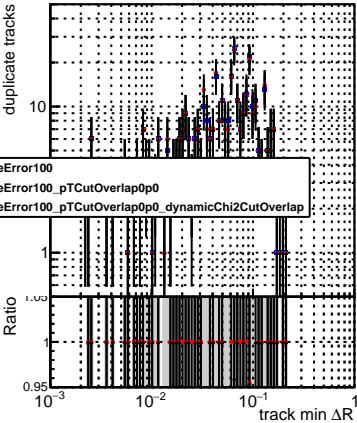 duplicate tracks
10
eError100
eError100_pTCutOverlap0p0
eError100_pTCutOverlap0p0_dynamicChi2CutOverlap
1
Ratio
1.05
1
0.95
10⁻³ 10⁻² 10⁻¹ 1
track min ΔR